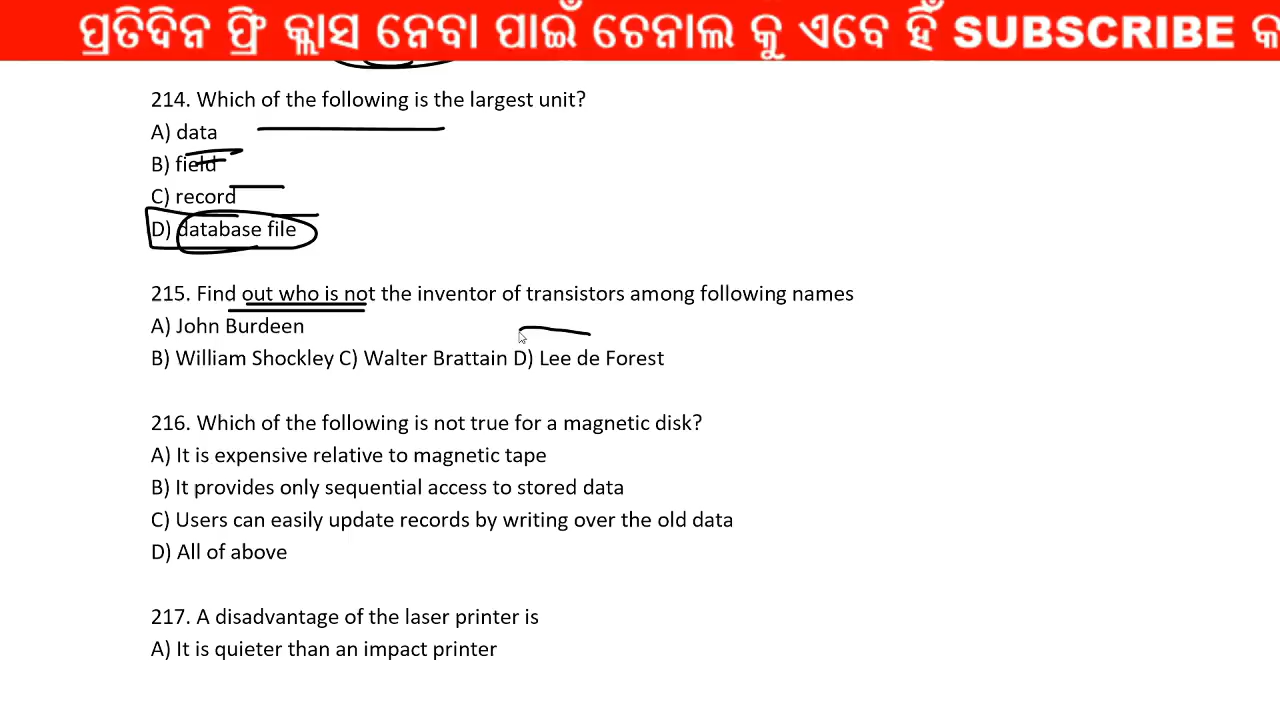 ପ୍ରତିଦିନ ଫ୍ରି କ୍ଲାସ ନେବା ପାଇଁ ଚେନାଲ କୁ ଏବେ ହିଁ SUBSCRIBE କ
214. Which of the following is the largest unit?
A) data
B) field
C) record
D) database file
215. Find out who is not the inventor of transistors among following names
A) John Burdeen
B) William Shockley C) Walter Brattain D) Lee de Forest
216. Which of the following is not true for a magnetic disk?
A) It is expensive relative to magnetic tape
B) It provides only sequential access to stored data
C) Users can easily update records by writing over the old data
D) All of above
217. A disadvantage of the laser printer is
A) It is quieter than an impact printer